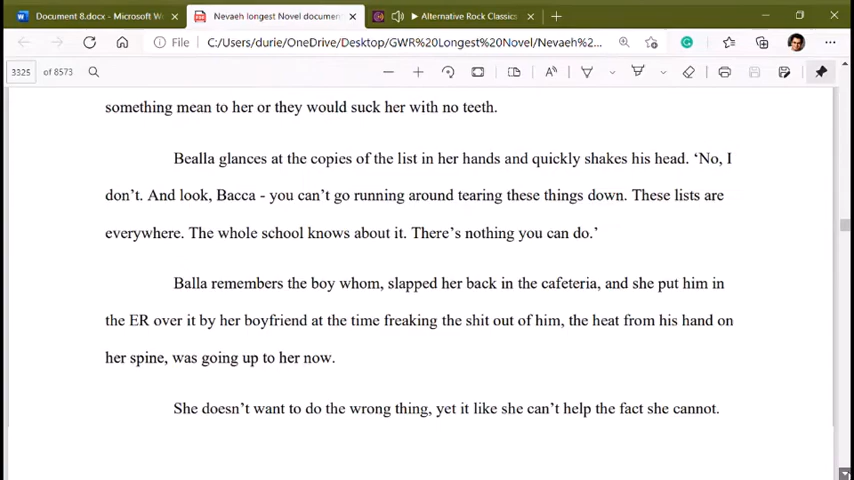 Document 8.docx - Microsoft Wo
Nevaeh longest Novel documen
Alternative Rock Classics
File
C:/Users/durie/OneDrive/Desktop/GWR%20Longest%20Novel/Nevaeh%2...
3325 of 8573
something mean to her or they would suck her with no teeth.
Bealla glances at the copies of the list in her hands and quickly shakes his head. ‘No, I
don’t. And look, Bacca - you can’t go running around tearing these things down. These lists are
everywhere. The whole school knows about it. There’s nothing you can do.’
Balla remembers the boy whom, slapped her back in the cafeteria, and she put him in
the ER over it by her boyfriend at the time freaking the shit out of him, the heat from his hand on
her spine, was going up to her now.
She doesn’t want to do the wrong thing, yet it like she can’t help the fact she cannot.